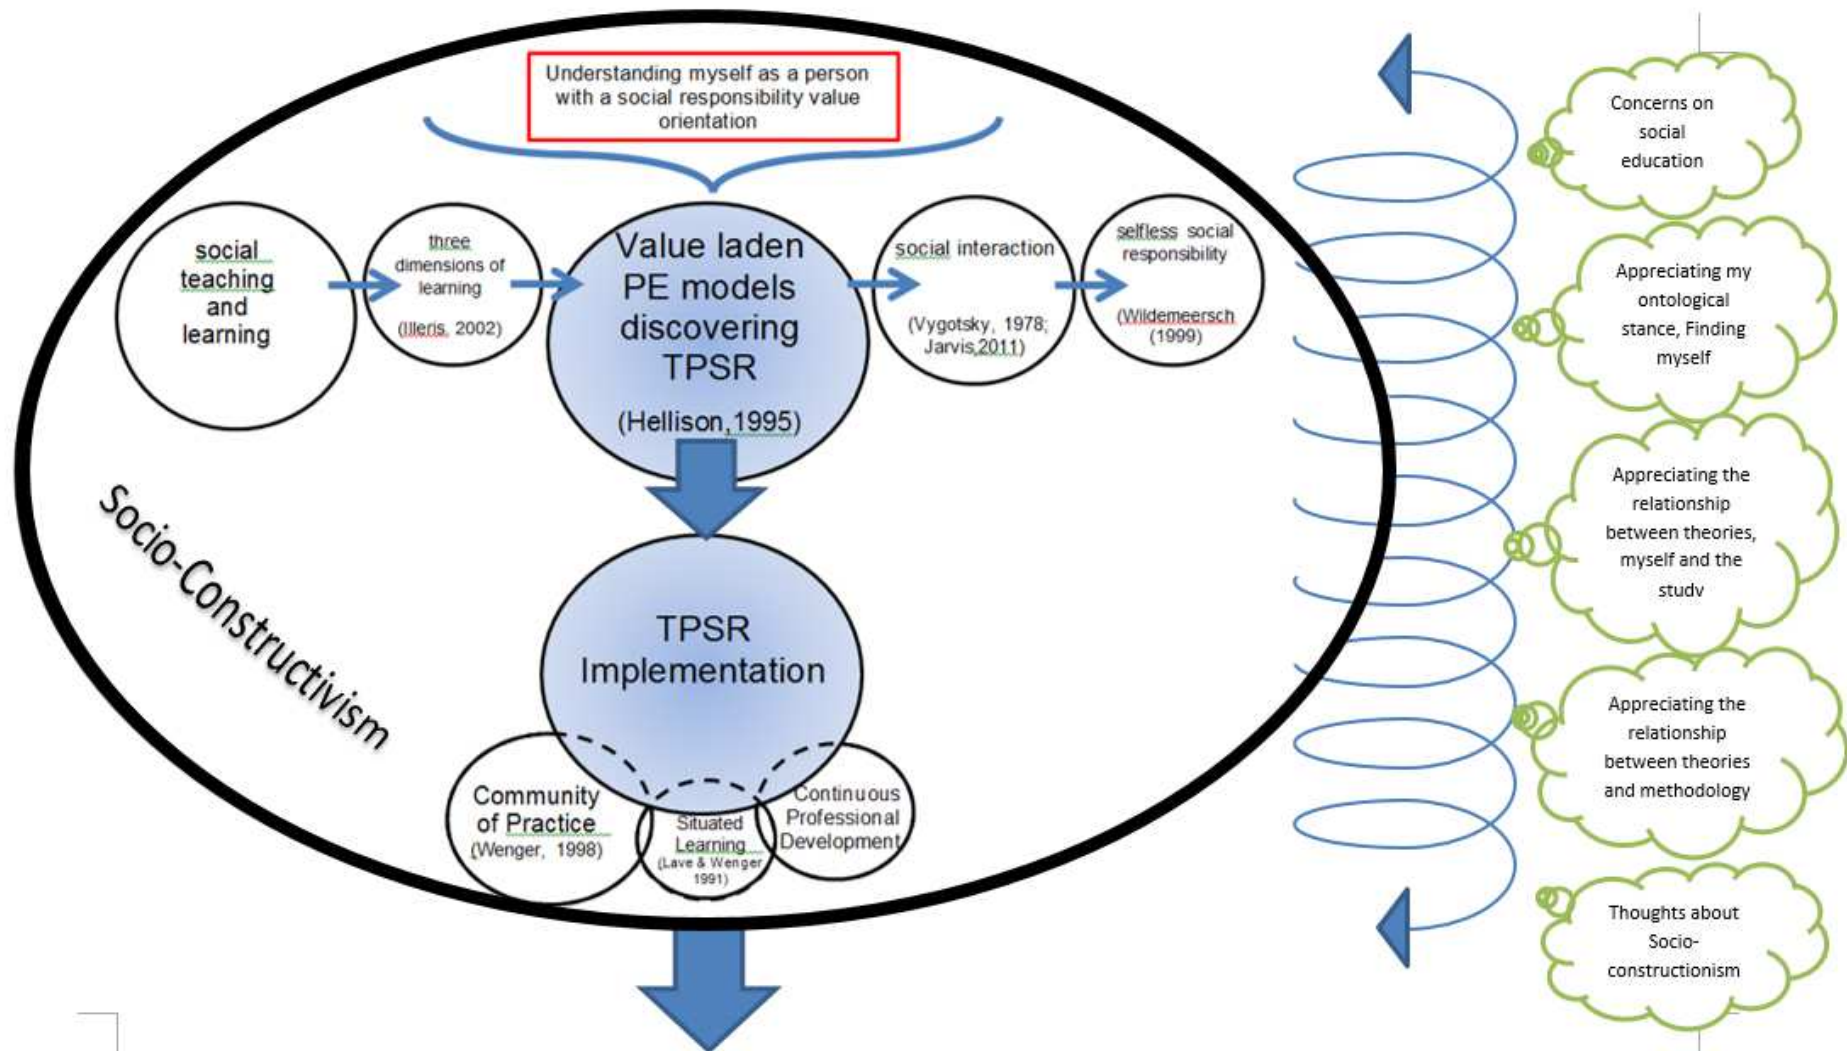 Understanding myself as a person
with a social responsibility value
orientation
social
teaching
and
learning
three
dimensions of
learning
(Illeris, 2002)
Value laden
PE models
discovering
TPSR
(Hellison,1995)
social interaction
(Vygotsky, 1978;
Jarvis,2011)
selfless social
responsibility
(Wildemeersch
(1999)
Socio-Constructivism
TPSR
Implementation
Community
of Practice
(Wenger, 1998)
Situated
Learning
(Lave & Wenger
1991)
Continuous
Professional
Development
Concerns on
social
education
Appreciating my
ontological
stance, Finding
myself
Appreciating the
relationship
between theories,
myself and the
study
Appreciating the
relationship
between theories
and methodology
Thoughts about
Socio-
constructionism